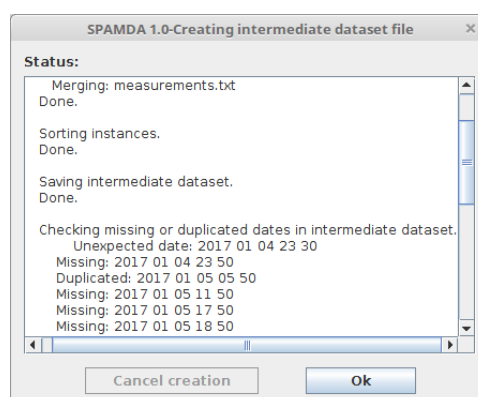 SPAMDA 1.0-Creating intermediate dataset file
Status:
Merging: measurements.txt
Done.
Sorting instances.
Done.
Saving intermediate dataset.
Done.
Checking missing or duplicated dates in intermediate dataset.
Unexpected date: 2017 01 04 23 30
Missing: 2017 01 04 23 50
Duplicated: 2017 01 05 05 50
Missing: 2017 01 05 11 50
Missing: 2017 01 05 17 50
Missing: 2017 01 05 18 50
Cancel creation
Ok